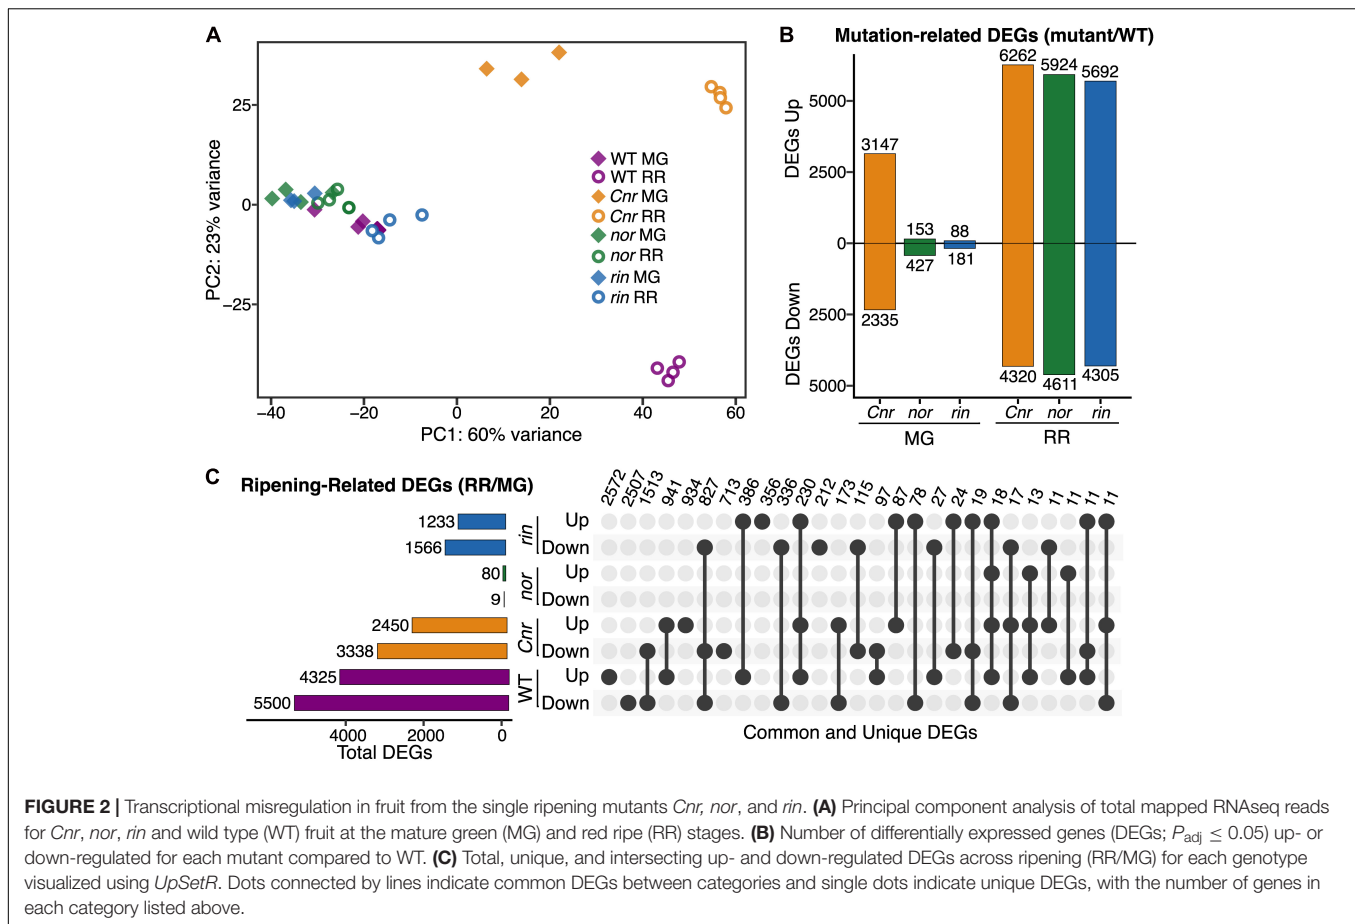 A
PC2: 23% variance
25
0
−25
−40
−20
0
20
40
60
PC1: 60% variance
WT MG
WT RR
Cnr MG
Cnr RR
nor MG
nor RR
rin MG
rin RR
B
Mutation-related DEGs (mutant/WT)
DEGs Up
DEGs Down
5000
2500
0
2500
5000
3147
2335
153
427
88
181
6262
4320
5924
4611
5692
4305
Cnr nor rin
MG
Cnr nor rin
RR
C
Ripening-Related DEGs (RR/MG)
2572 2507 1513 941 934 827 713 386 356 336 230 212 173 115 97 87 78 27 24 19 18 17 13 11 11 11 11
1233 rin Up
1566 Down
80 nor Up
9 Down
2450 Cnr Up
3338 Down
4325 WT Up
5500 Down
4000 2000 0
Total DEGs
Common and Unique DEGs
FIGURE 2 | Transcriptional misregulation in fruit from the single ripening mutants Cnr, nor, and rin. (A) Principal component analysis of total mapped RNAseq reads
for Cnr, nor, rin and wild type (WT) fruit at the mature green (MG) and red ripe (RR) stages. (B) Number of differentially expressed genes (DEGs; Padj ≤ 0.05) up- or
down-regulated for each mutant compared to WT. (C) Total, unique, and intersecting up- and down-regulated DEGs across ripening (RR/MG) for each genotype
visualized using UpSetR. Dots connected by lines indicate common DEGs between categories and single dots indicate unique DEGs, with the number of genes in
each category listed above.